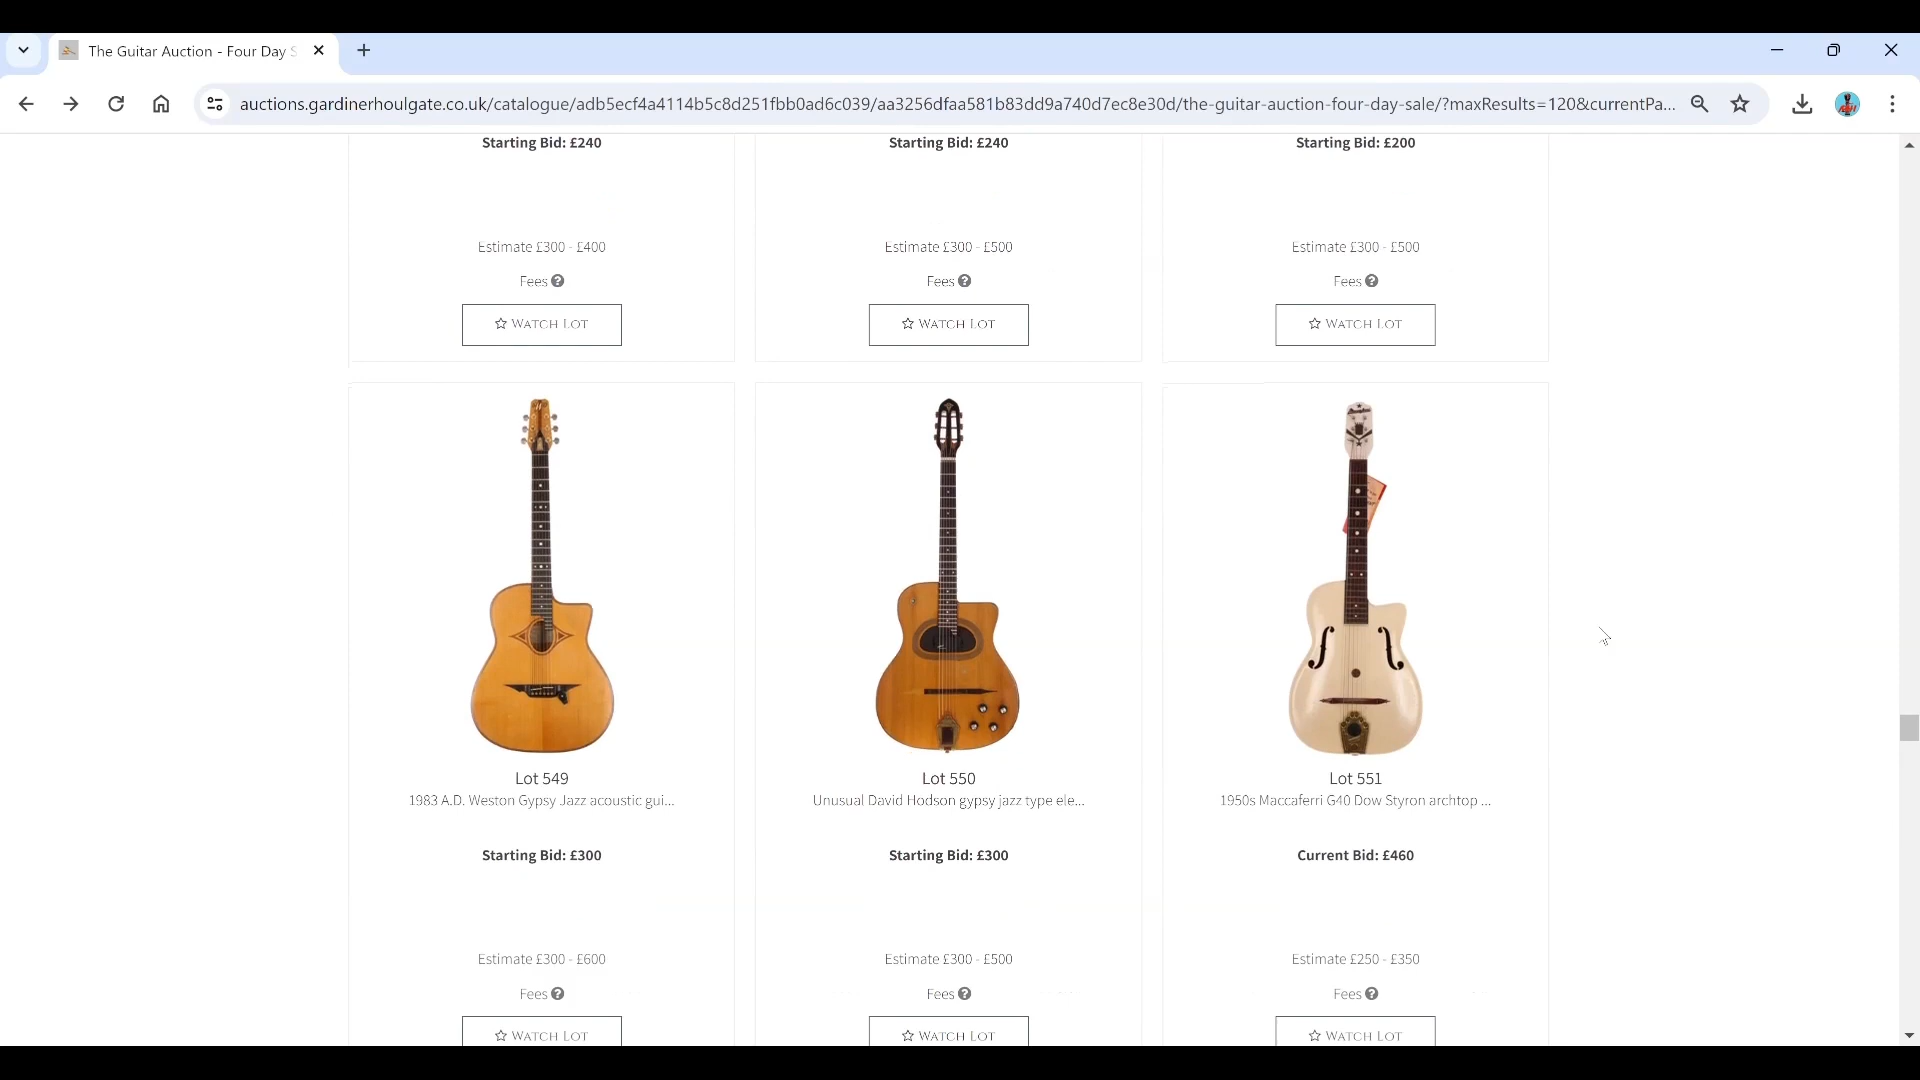 The Guitar Auction - Four Day S
auctions.gardinerhoulgate.co.uk/catalogue/adb5ecf4a4114b5c8d251fbb0ad6c039/aa3256dfaa581b83dd9a740d7ec8e30d/the-guitar-auction-four-day-sale/?maxResults=120&currentPa...
Starting Bid: £240
Starting Bid: £240
Starting Bid: £200
Estimate £300 - £400
Estimate £300 - £500
Estimate £300 - £500
Fees
Fees
Fees
WATCH LOT
WATCH LOT
WATCH LOT
Lot 549
Lot 550
Lot 551
1983 A.D. Weston Gypsy Jazz acoustic gui...
Unusual David Hodson gypsy jazz type ele...
1950s Maccaferri G40 Dow Styron archtop ...
Starting Bid: £300
Starting Bid: £300
Current Bid: £460
Estimate £300 - £600
Estimate £300 - £500
Estimate £250 - £350
Fees
Fees
Fees
WATCH LOT
WATCH LOT
WATCH LOT